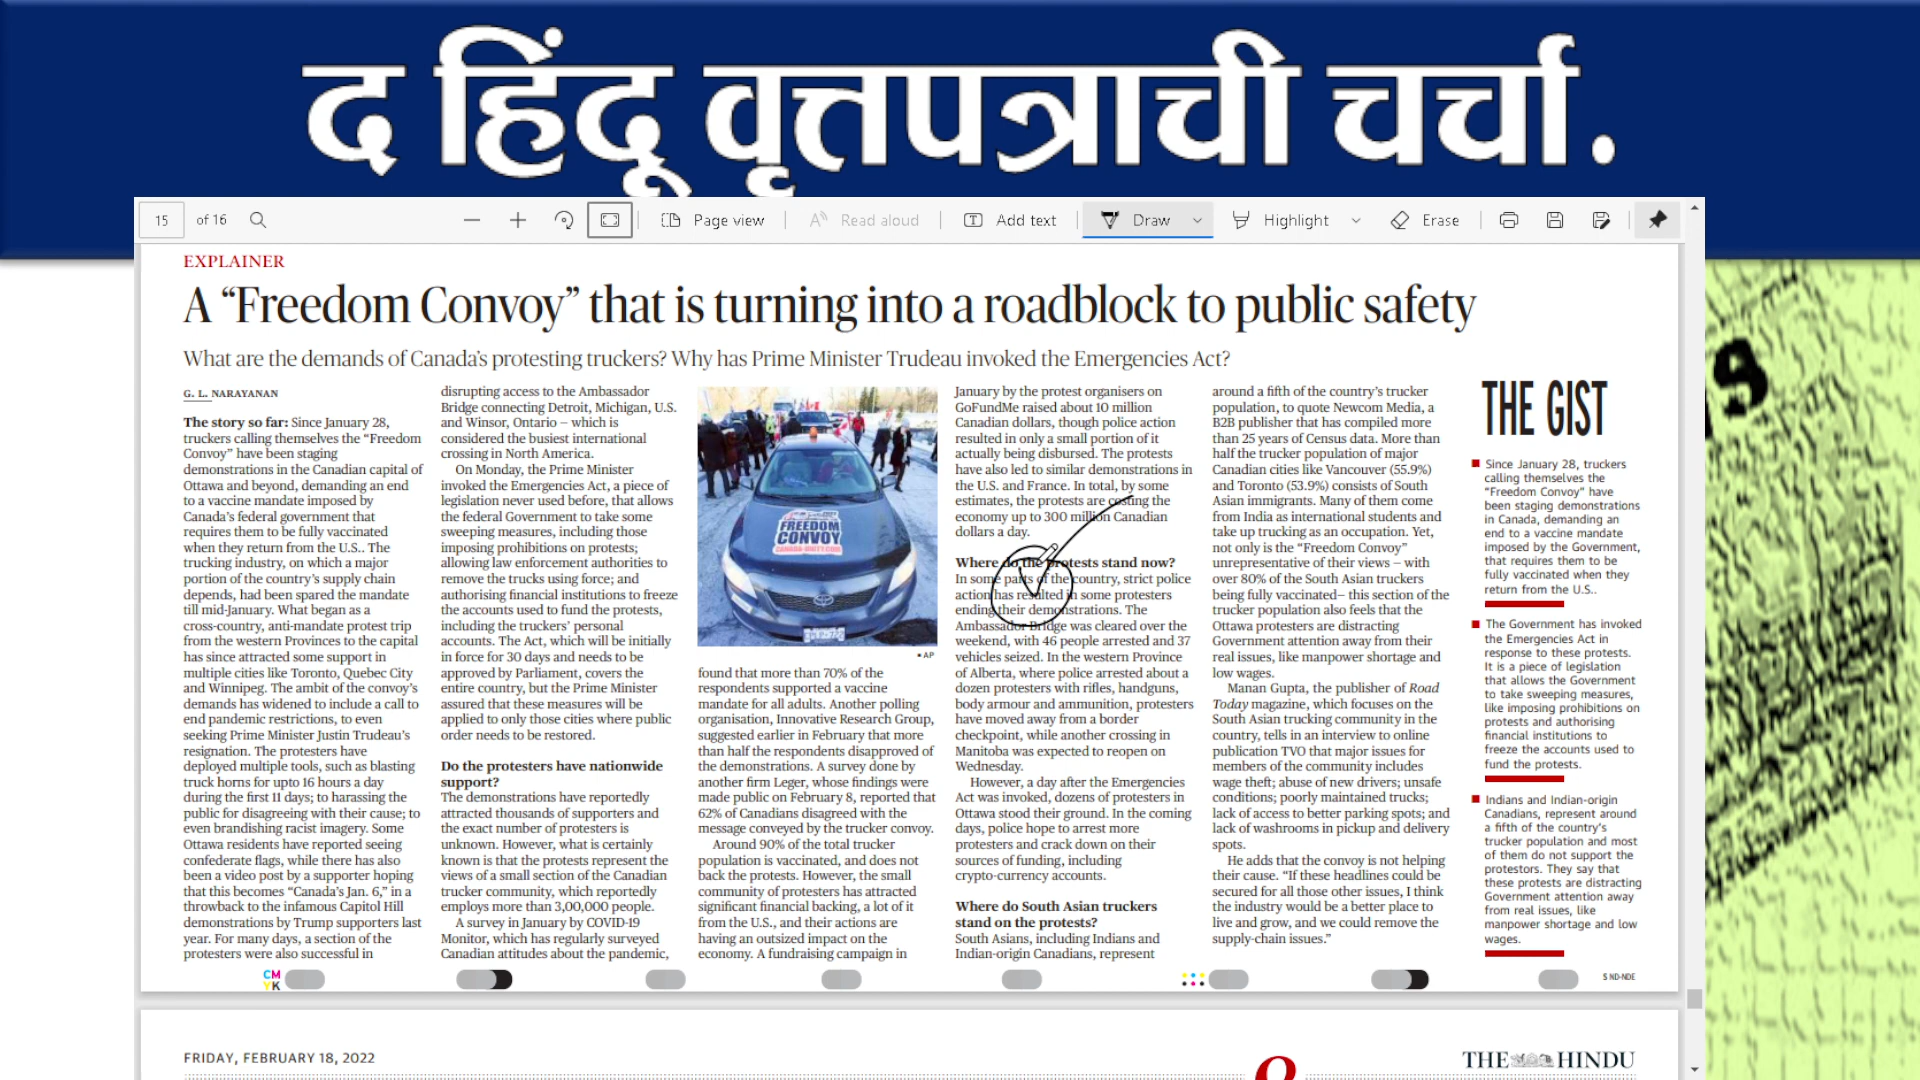 द हिंदू वृत्तपत्राची चर्चा.
15 of 16 Page view Read aloud Add text Draw Highlight Erase
EXPLAINER
A “Freedom Convoy” that is turning into a roadblock to public safety
What are the demands of Canada’s protesting truckers? Why has Prime Minister Trudeau invoked the Emergencies Act?
G. L. NARAYANAN
The story so far: Since January 28,
truckers calling themselves the “Freedom
Convoy” have been staging
demonstrations in the Canadian capital of
Ottawa and beyond, demanding an end
to a vaccine mandate imposed by
Canada’s federal government that
requires them to be fully vaccinated
when they return from the U.S.. The
trucking industry, on which a major
portion of the country’s supply chain
depends, had been spared the mandate
till mid-January. What began as a
cross-country, anti-mandate protest trip
from the western Provinces to the capital
has since attracted some support in
multiple cities like Toronto, Quebec City
and Winnipeg. The ambit of the convoy’s
demands has widened to include a call to
end pandemic restrictions, to even
seeking Prime Minister Justin Trudeau’s
resignation. The protesters have
deployed multiple tools, such as blasting
truck horns for upto 16 hours a day
during the first 11 days; to harassing the
public for disagreeing with their cause; to
even brandishing racist imagery. Some
Ottawa residents have reported seeing
confederate flags, while there has also
been a video post by a supporter hoping
that this becomes “Canada’s Jan. 6,” in a
throwback to the infamous Capitol Hill
demonstrations by Trump supporters last
year. For many days, a section of the
protesters were also successful in
disrupting access to the Ambassador
Bridge connecting Detroit, Michigan, U.S.
and Winsor, Ontario – which is
considered the busiest international
crossing in North America.
On Monday, the Prime Minister
invoked the Emergencies Act, a piece of
legislation never used before, that allows
the federal Government to take some
sweeping measures, including those
imposing prohibitions on protests;
allowing law enforcement authorities to
remove the trucks using force; and
authorising financial institutions to freeze
the accounts used to fund the protests,
including the truckers’ personal
accounts. The Act, which will be initially
in force for 30 days and needs to be
approved by Parliament, covers the
entire country, but the Prime Minister
assured that these measures will be
applied to only those cities where public
order needs to be restored.
Do the protesters have nationwide
support?
The demonstrations have reportedly
attracted thousands of supporters and
the exact number of protesters is
unknown. However, what is certainly
known is that the protests represent the
views of a small section of the Canadian
trucker community, which reportedly
employs more than 3,00,000 people.
A survey in January by COVID-19
Monitor, which has regularly surveyed
Canadian attitudes about the pandemic,
FREEDOM
CONVOY
CANADA-UNITY.COM
AP
found that more than 70% of the
respondents supported a vaccine
mandate for all adults. Another polling
organisation, Innovative Research Group,
suggested earlier in February that more
than half the respondents disapproved of
the demonstrations. A survey done by
another firm Leger, whose findings were
made public on February 8, reported that
62% of Canadians disagreed with the
message conveyed by the trucker convoy.
Around 90% of the total trucker
population is vaccinated, and does not
back the protests. However, the small
community of protesters has attracted
significant financial backing, a lot of it
from the U.S., and their actions are
having an outsized impact on the
economy. A fundraising campaign in
January by the protest organisers on
GoFundMe raised about 10 million
Canadian dollars, though police action
resulted in only a small portion of it
actually being disbursed. The protests
have also led to similar demonstrations in
the U.S. and France. In total, by some
estimates, the protests are costing the
economy up to 300 million Canadian
dollars a day.
Where do the protests stand now?
In some parts of the country, strict police
action has resulted in some protesters
ending their demonstrations. The
Ambassador Bridge was cleared over the
weekend, with 46 people arrested and 37
vehicles seized. In the western Province
of Alberta, where police arrested about a
dozen protesters with rifles, handguns,
body armour and ammunition, protesters
have moved away from a border
checkpoint, while another crossing in
Manitoba was expected to reopen on
Wednesday.
However, a day after the Emergencies
Act was invoked, dozens of protesters in
Ottawa stood their ground. In the coming
days, police hope to arrest more
protesters and crack down on their
sources of funding, including
crypto-currency accounts.
Where do South Asian truckers
stand on the protests?
South Asians, including Indians and
Indian-origin Canadians, represent
around a fifth of the country’s trucker
population, to quote Newcom Media, a
B2B publisher that has compiled more
than 25 years of Census data. More than
half the trucker population of major
Canadian cities like Vancouver (55.9%)
and Toronto (53.9%) consists of South
Asian immigrants. Many of them come
from India as international students and
take up trucking as an occupation. Yet,
not only is the “Freedom Convoy”
unrepresentative of their views – with
over 80% of the South Asian truckers
being fully vaccinated– this section of the
trucker population also feels that the
Ottawa protesters are distracting
Government attention away from their
real issues, like manpower shortage and
low wages.
Manan Gupta, the publisher of Road
Today magazine, which focuses on the
South Asian trucking community in the
country, tells in an interview to online
publication TVO that major issues for
members of the community includes
wage theft; abuse of new drivers; unsafe
conditions; poorly maintained trucks;
lack of access to better parking spots; and
lack of washrooms in pickup and delivery
spots.
He adds that the convoy is not helping
their cause. “If these headlines could be
secured for all those other issues, I think
the industry would be a better place to
live and grow, and we could remove the
supply-chain issues.”
THE GIST
Since January 28, truckers
calling themselves the
“Freedom Convoy” have
been staging demonstrations
in Canada, demanding an
end to a vaccine mandate
imposed by the Government,
that requires them to be
fully vaccinated when they
return from the U.S..
The Government has invoked
the Emergencies Act in
response to these protests.
It is a piece of legislation
that allows the Government
to take sweeping measures,
like imposing prohibitions on
protests and authorising
financial institutions to
freeze the accounts used to
fund the protests.
Indians and Indian-origin
Canadians, represent around
a fifth of the country’s
trucker population and most
of them do not support the
protestors. They say that
these protests are distracting
Government attention away
from real issues, like
manpower shortage and low
wages.
CM
YK
S ND-NDE
FRIDAY, FEBRUARY 18, 2022
THE HINDU